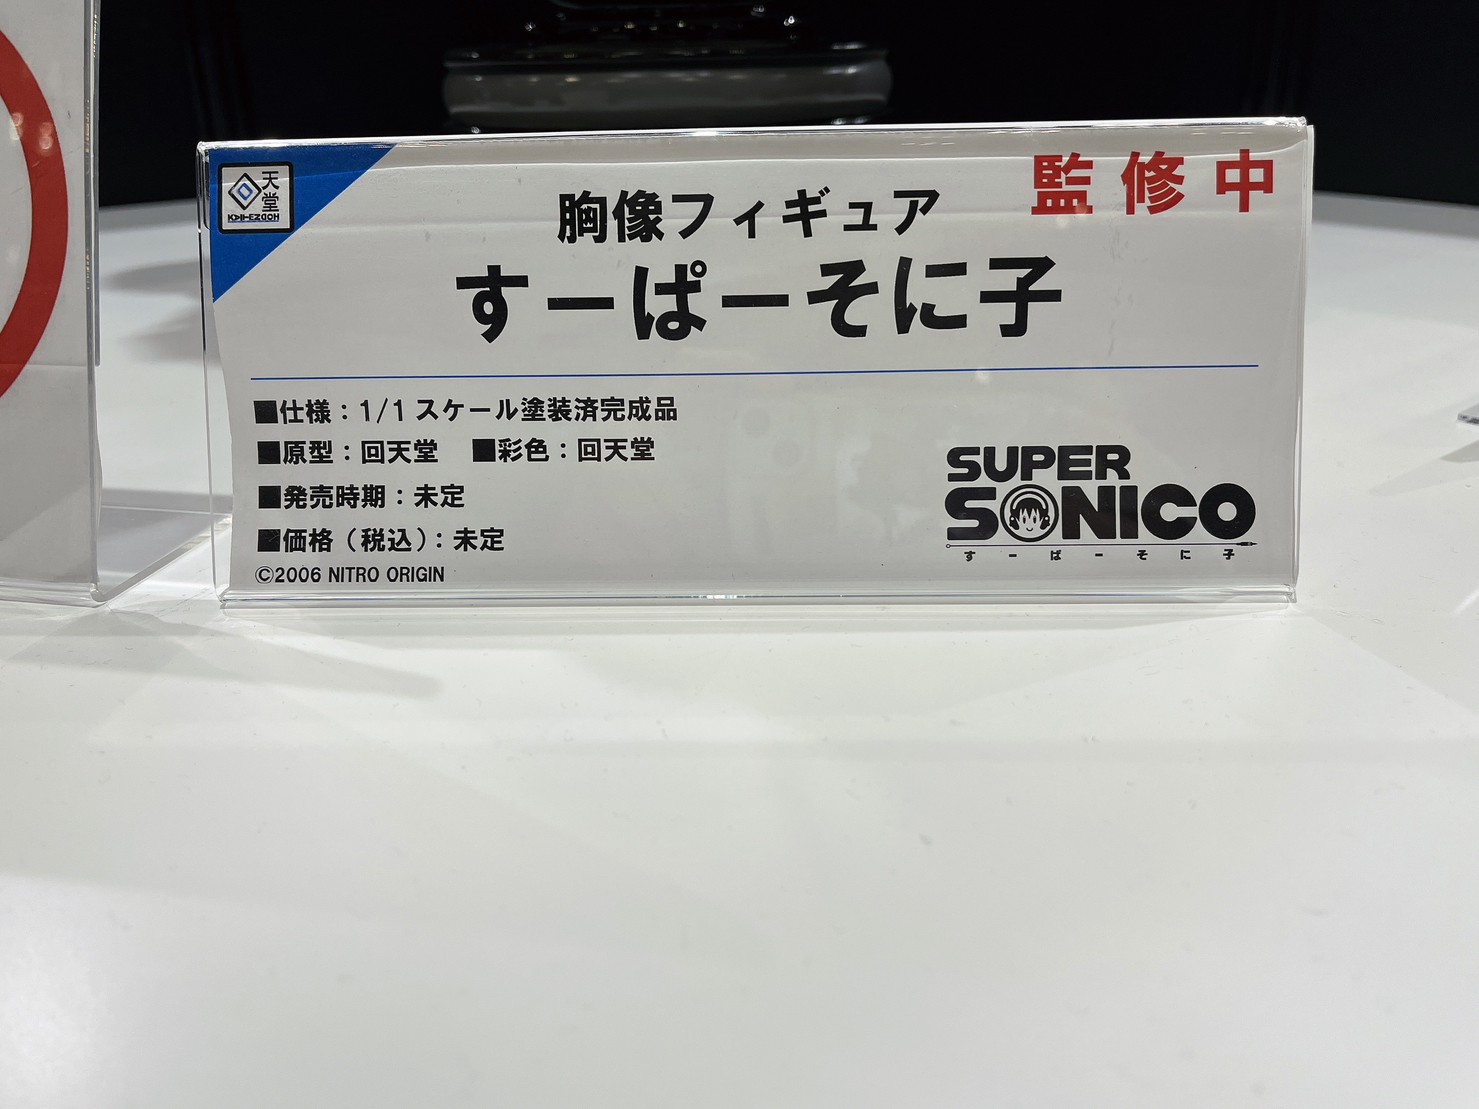 天堂
KAI-TENDOH
監修中
胸像フィギュア
すーぱーそに子
■仕様：1/1スケール塗装済完成品
■原型：回天堂 ■彩色：回天堂
■発売時期：未定
■価格（税込）：未定
©2006 NITRO ORIGIN
SUPER
SONICO
すーぱーそに子